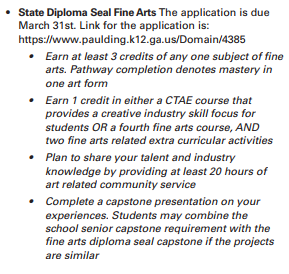 • State Diploma Seal Fine Arts The application is due
March 31st. Link for the application is:
https://www.paulding.k12.ga.us/Domain/4385
• Earn at least 3 credits of any one subject of fine
arts. Pathway completion denotes mastery in
one art form
• Earn 1 credit in either a CTAE course that
provides a creative industry skill focus for
students OR a fourth fine arts course, AND
two fine arts related extra curricular activities
• Plan to share your talent and industry
knowledge by providing at least 20 hours of
art related community service
• Complete a capstone presentation on your
experiences. Students may combine the
school senior capstone requirement with the
fine arts diploma seal capstone if the projects
are similar